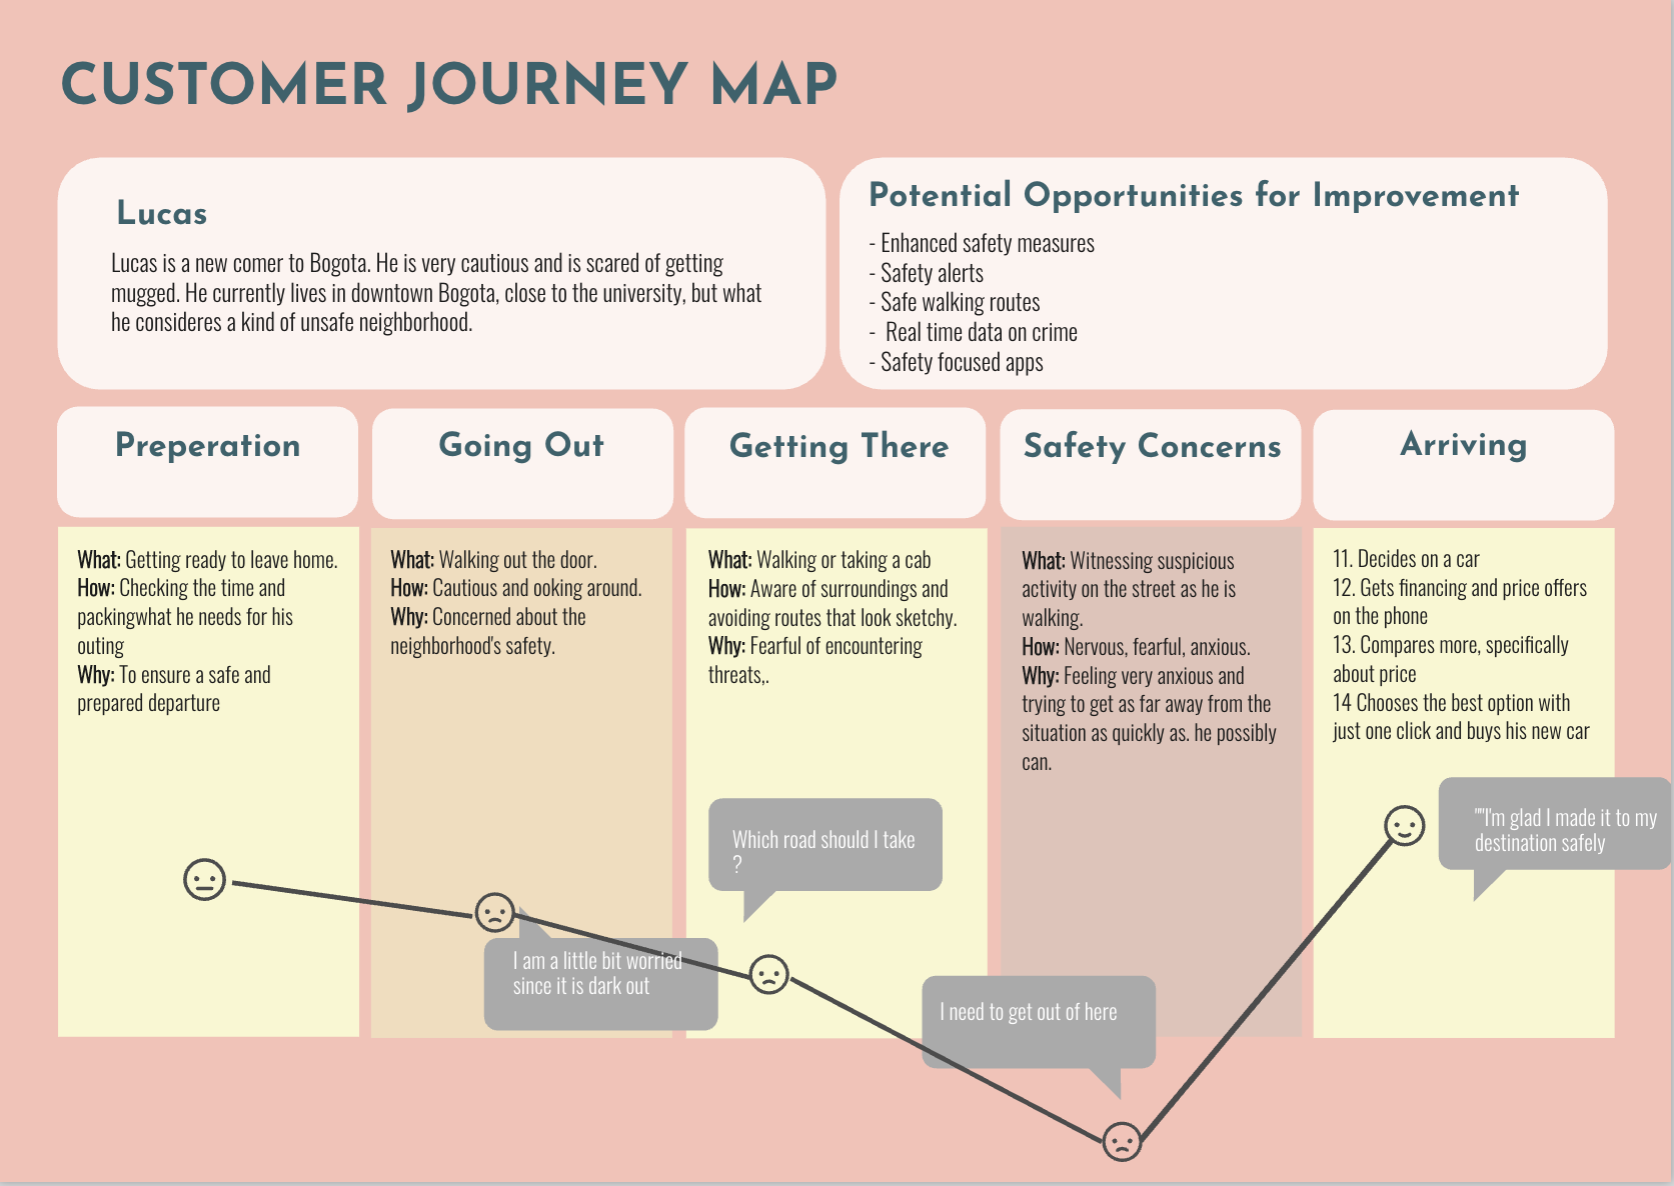 CUSTOMER JOURNEY MAP
Lucas
Lucas is a new comer to Bogota. He is very cautious and is scared of getting
mugged. He currently lives in downtown Bogota, close to the university, but what
he consideres a kind of unsafe neighborhood.
Potential Opportunities for Improvement
- Enhanced safety measures
- Safety alerts
- Safe walking routes
-  Real time data on crime
- Safety focused apps
Preperation
What: Getting ready to leave home.
How: Checking the time and
packingwhat he needs for his
outing
Why: To ensure a safe and
prepared departure
Going Out
What: Walking out the door.
How: Cautious and ooking around.
Why: Concerned about the
neighborhood's safety.
I am a little bit worried
since it is dark out
Getting There
What: Walking or taking a cab
How: Aware of surroundings and
avoiding routes that look sketchy.
Why: Fearful of encountering
threats,.
Which road should I take
?
Safety Concerns
What: Witnessing suspicious
activity on the street as he is
walking.
How: Nervous, fearful, anxious.
Why: Feeling very anxious and
trying to get as far away from the
situation as quickly as. he possibly
can.
I need to get out of here
Arriving
11. Decides on a car
12. Gets financing and price offers
on the phone
13. Compares more, specifically
about price
14 Chooses the best option with
just one click and buys his new car
""I'm glad I made it to my
destination safely